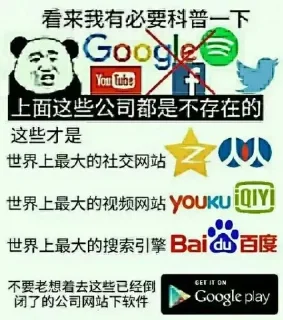 看来我有必要科普一下
Google
You Tube
f
上面这些公司都是不存在的
这些才是
世界上最大的社交网站
世界上最大的视频网站 YOUKU iQIYI
世界上最大的搜索引擎 Bai du 百度
不要老想着去这些已经倒
闭了的公司网站下软件
GET IT ON
Google play